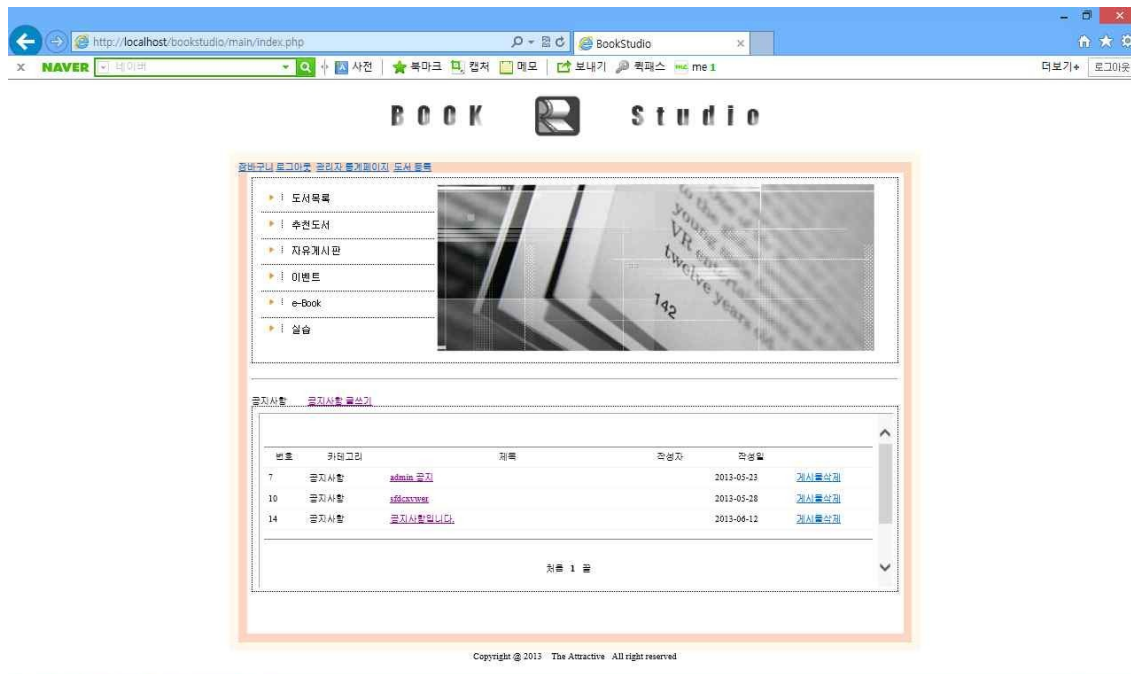 http://localhost/bookstudio/main/index.php BookStudio
NAVER 네이버 사전 북마크 캡처 메모 보내기 퀵패스 me 1 더보기 로그아웃
BOOK Studio
장바구니 로그아웃 관리자 통계페이지 도서 등록
도서목록
추천도서
자유게시판
이벤트
e-Book
실습
to the
young
VR
twelve years old
142
공지사항 공지사항 글쓰기
번호 카테고리 제목 작성자 작성일
7 공지사항 admin 공지 2013-05-23 게시물삭제
10 공지사항 2013-05-28 게시물삭제
14 공지사항 공지사항입니다. 2013-06-12 게시물삭제
처음 1 끝
Copyright @ 2013 The Attractive All right reserved